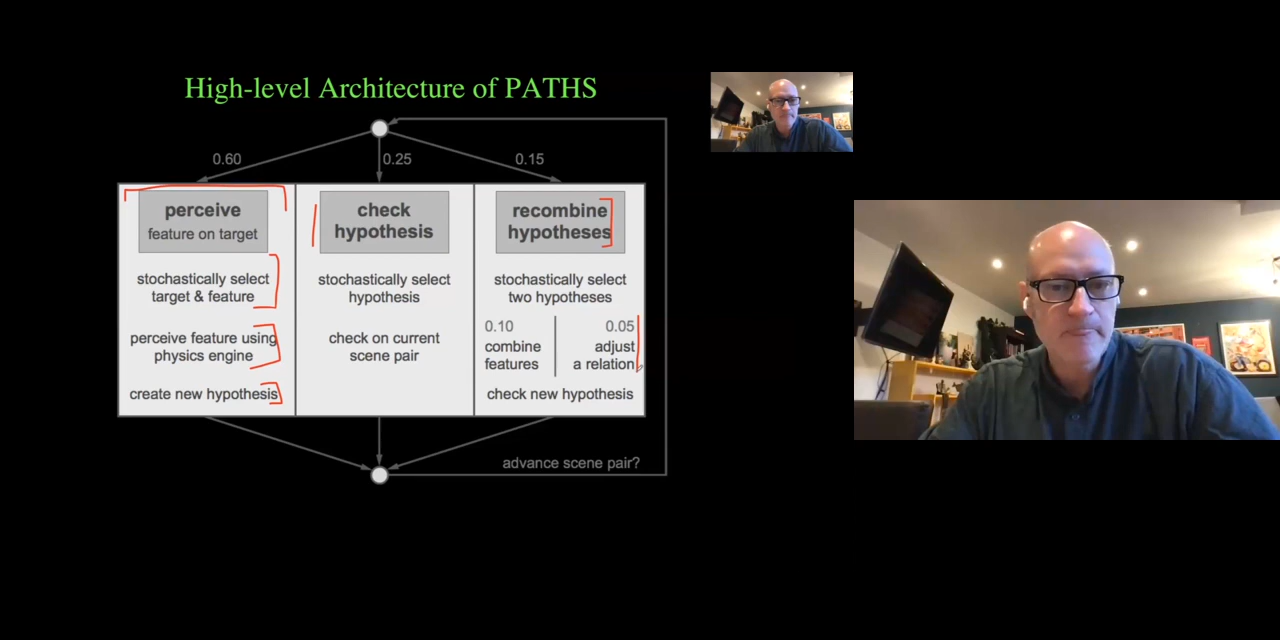 High-level Architecture of PATHS
0.60
0.25
0.15
perceive
feature on target
stochastically select
target & feature
perceive feature using
physics engine
create new hypothesis
check
hypothesis
stochastically select
hypothesis
check on current
scene pair
recombine
hypotheses
stochastically select
two hypotheses
0.10
combine
features
0.05
adjust
a relation
check new hypothesis
advance scene pair?